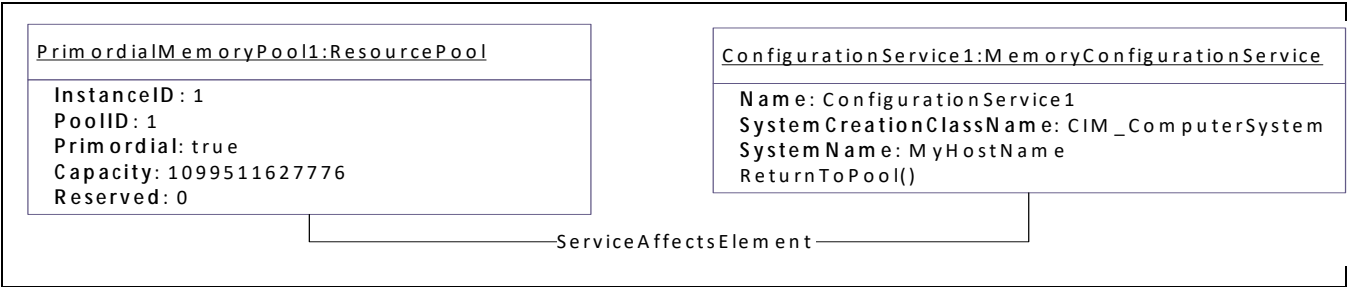 PrimordialMemoryPool1:ResourcePool
InstanceID: 1
PoolID: 1
Primordial: true
Capacity: 1099511627776
Reserved: 0
ConfigurationService1:MemoryConfigurationService
Name: ConfigurationService1
SystemCreationClassName: CIM_ComputerSystem
SystemName: MyHostName
ReturnToPool()
ServiceAffectsElement